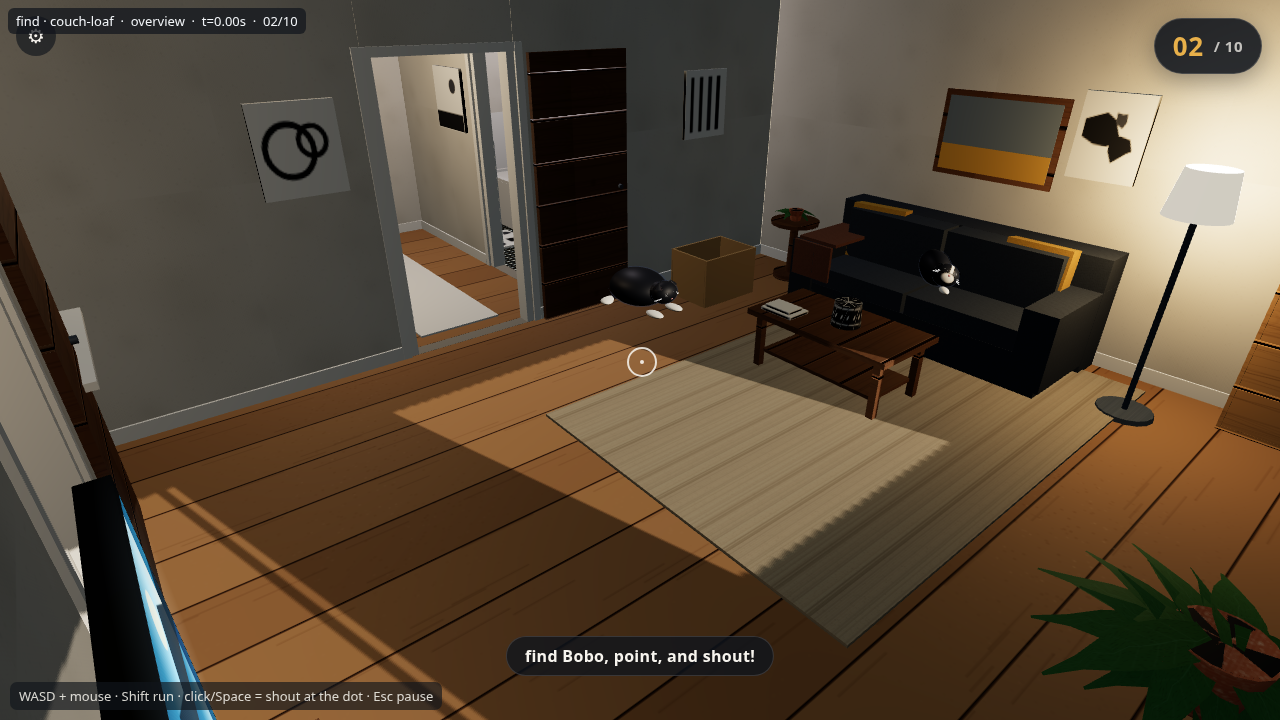 find · couch-loaf · overview · t=0.00s · 02/10
02 / 10
find Bobo, point, and shout!
WASD + mouse · Shift run · click/Space = shout at the dot · Esc pause